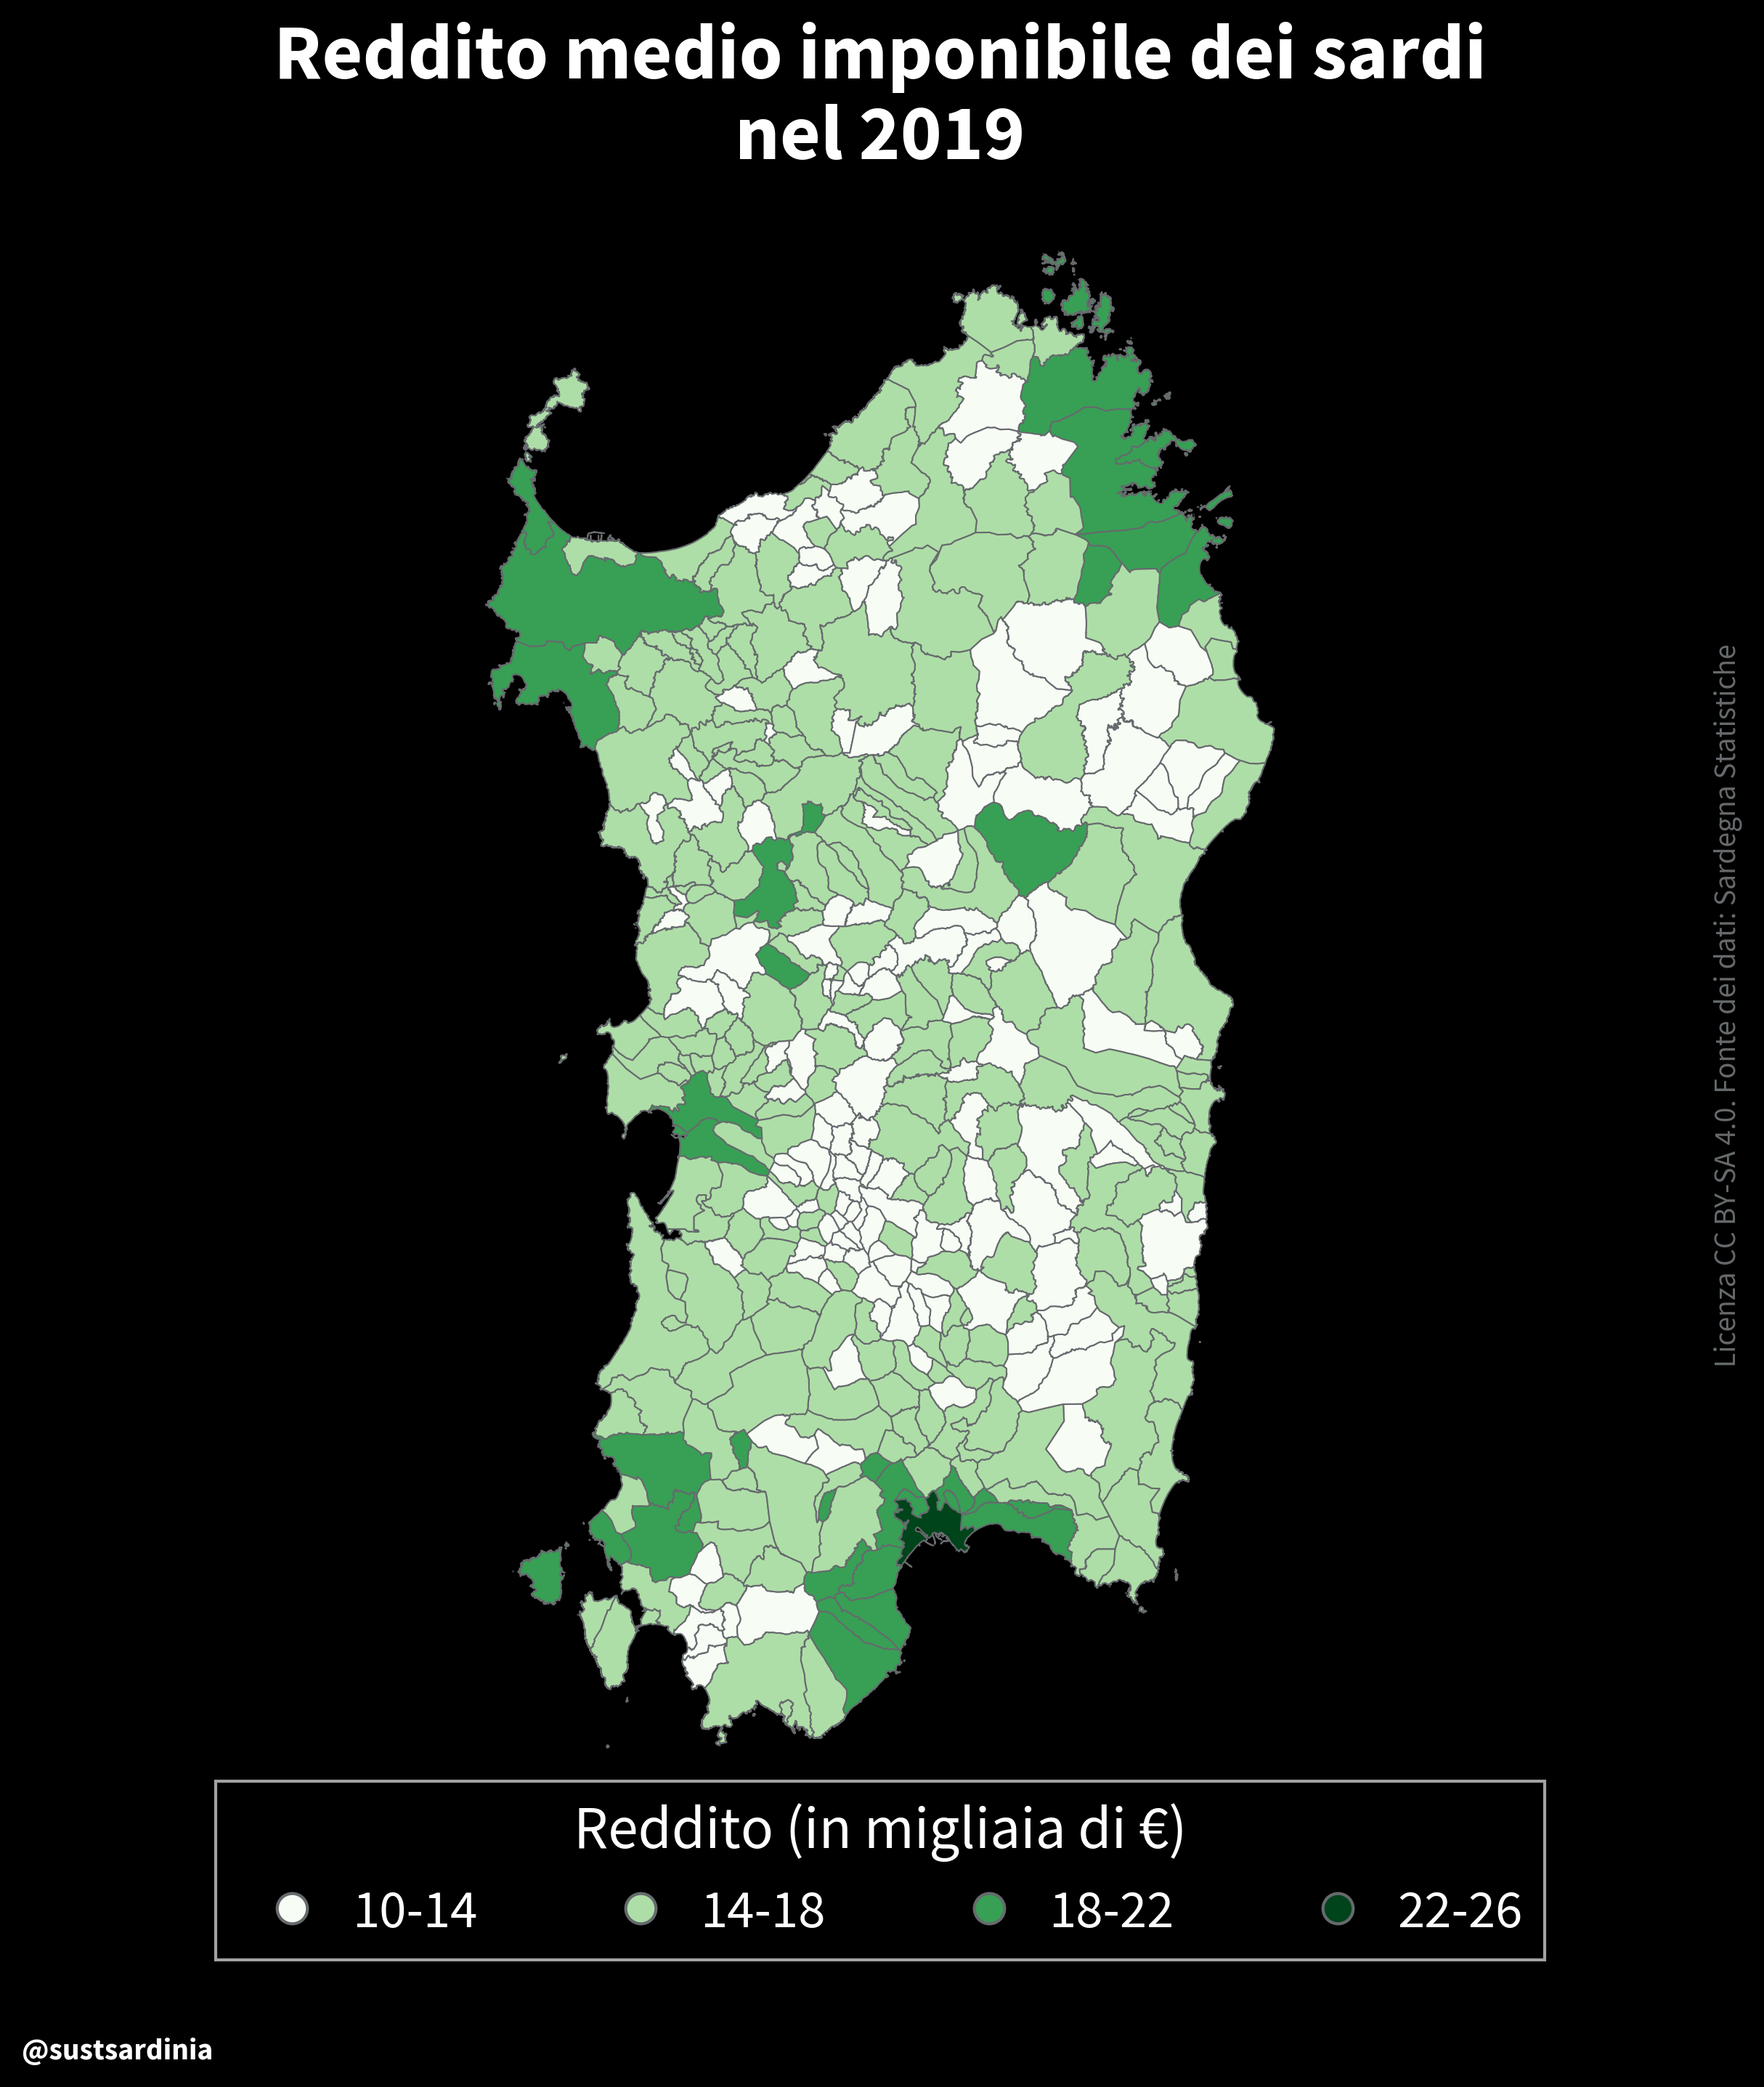 Reddito medio imponibile dei sardi
nel 2019
Licenza CC BY-SA 4.0. Fonte dei dati: Sardegna Statistiche
Reddito (in migliaia di €)
10-14
14-18
18-22
22-26
@sustsardinia